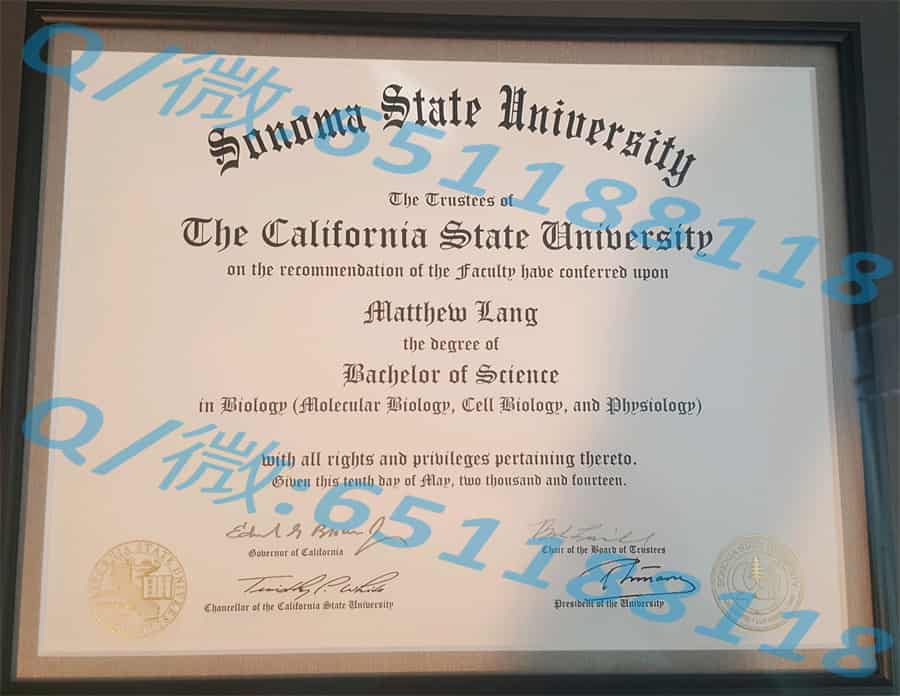 Sonoma State University
The Trustees of
The California State University
on the recommendation of the Faculty have conferred upon
Matthew Lang
the degree of
Bachelor of Science
in Biology (Molecular Biology, Cell Biology, and Physiology)
with all rights and privileges pertaining thereto.
Given this tenth day of May, two thousand and fourteen.
Governor of California
Chair of the Board of Trustees
Chancellor of the California State University
President of the University
Q/微:651188118
Q/微:651188118